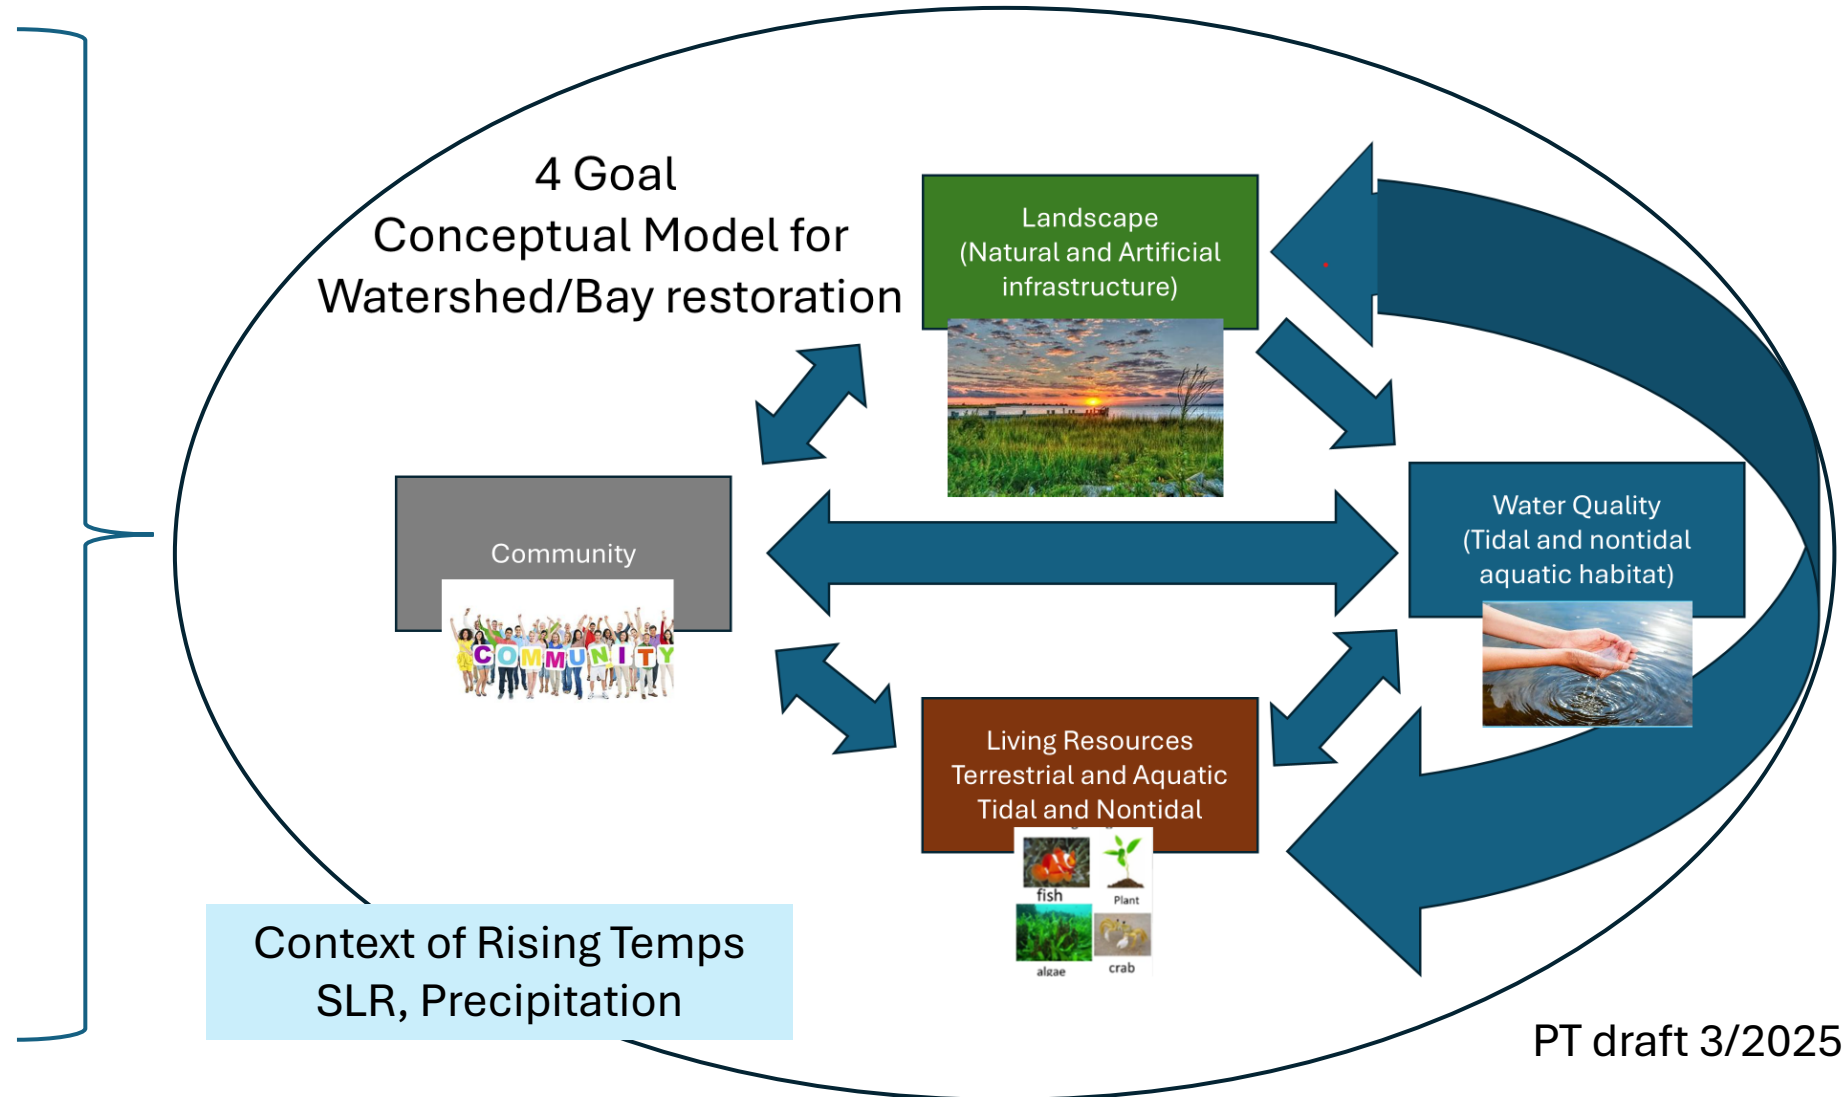 4 Goal
Conceptual Model for
Watershed/Bay restoration
Landscape
(Natural and Artificial
infrastructure)
Community
COMMUNITY
Water Quality
(Tidal and nontidal
aquatic habitat)
Living Resources
Terrestrial and Aquatic
Tidal and Nontidal
fish
Plant
algae
crab
Context of Rising Temps
SLR, Precipitation
PT draft 3/2025